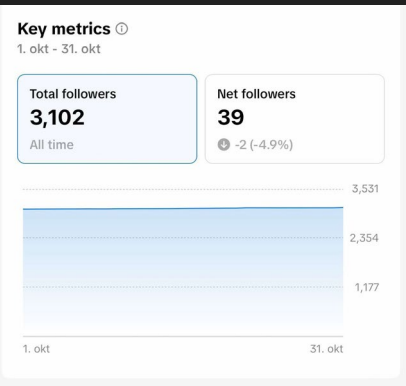 Key metrics
1. okt - 31. okt
Total followers
3,102
All time
Net followers
39
-2 (-4.9%)
3,531
2,354
1,177
1. okt
31. okt